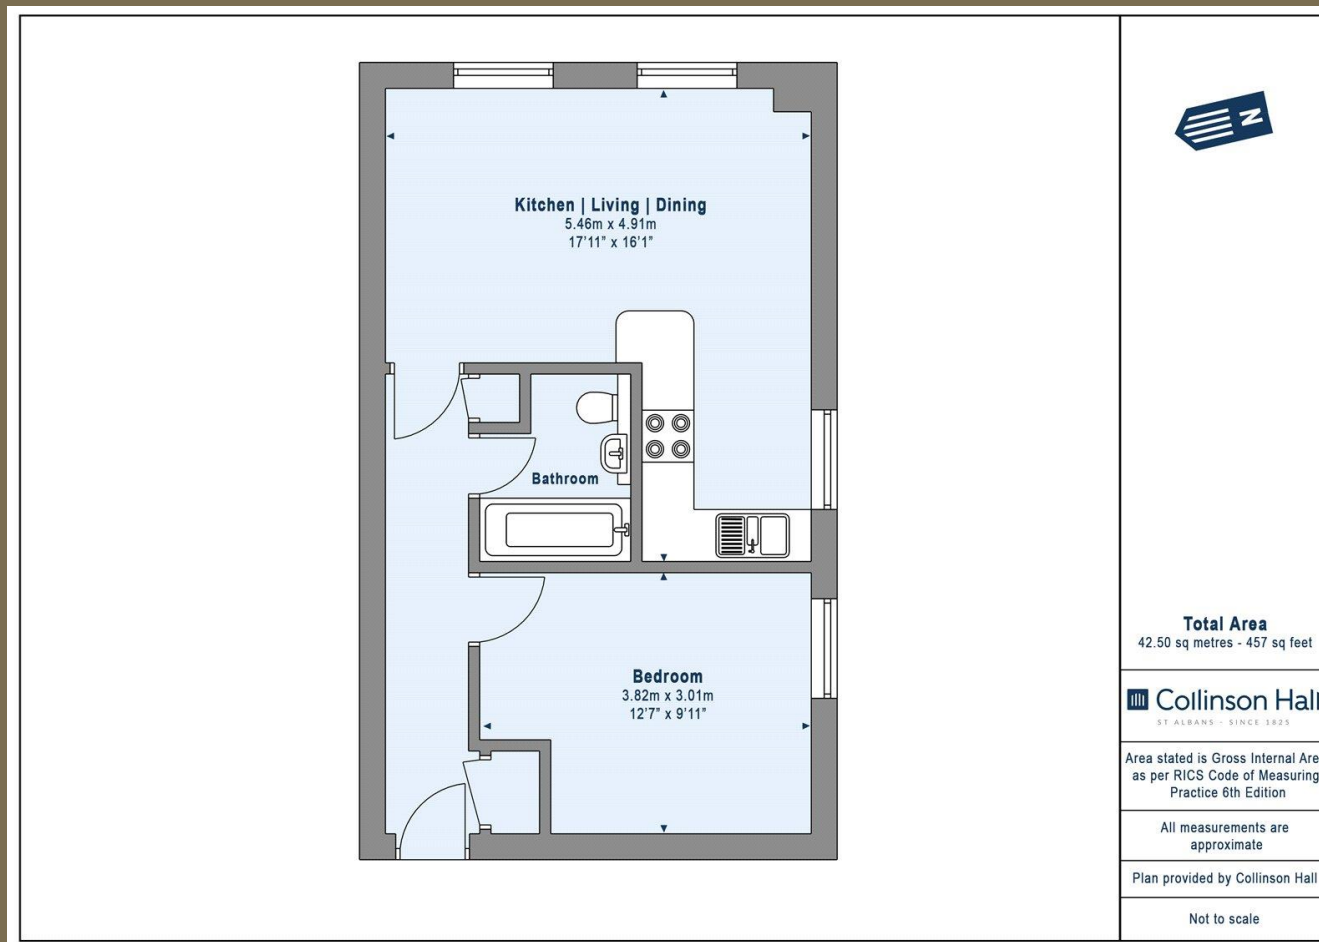 N
Kitchen | Living | Dining
5.46m x 4.91m
17'11" x 16'1"
Bathroom
Bedroom
3.82m x 3.01m
12'7" x 9'11"
Total Area
42.50 sq metres - 457 sq feet
Collinson Hall
ST ALBANS - SINCE 1825
Area stated is Gross Internal Are
as per RICS Code of Measuring
Practice 6th Edition
All measurements are
approximate
Plan provided by Collinson Hall
Not to scale